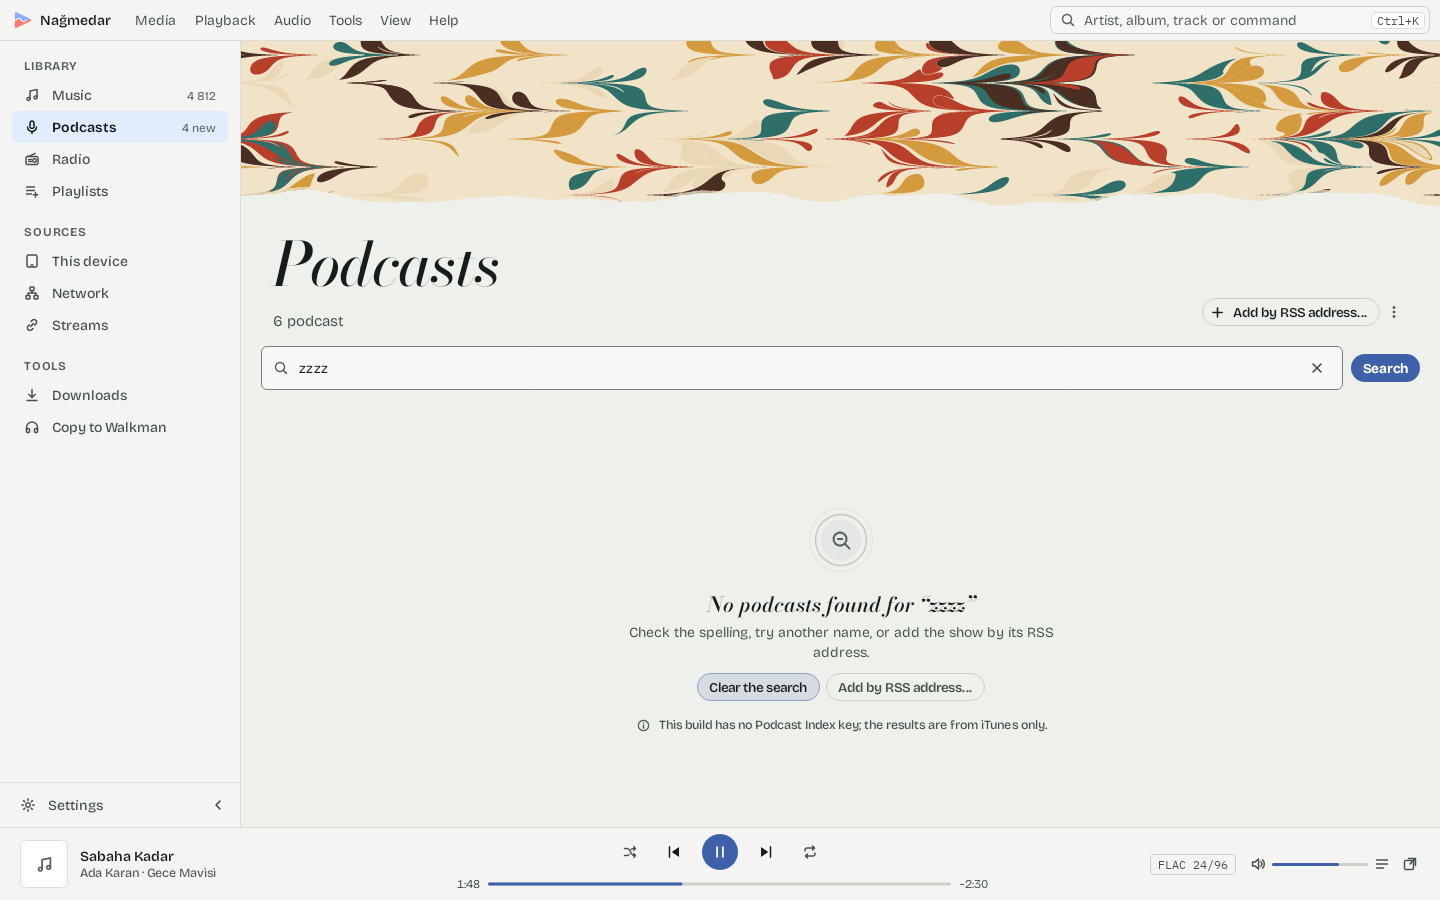 Nağmedar
Media
Playback
Audio
Tools
View
Help
Artist, album, track or command
Ctrl+K
LIBRARY
Music
4 812
Podcasts
4 new
Radio
Playlists
SOURCES
This device
Network
Streams
TOOLS
Downloads
Copy to Walkman
Settings
Podcasts
6 podcast
Add by RSS address...
zzzz
Search
No podcasts found for “zzzz”
Check the spelling, try another name, or add the show by its RSS
address.
Clear the search
Add by RSS address...
This build has no Podcast Index key; the results are from iTunes only.
Sabaha Kadar
Ada Karan · Gece Mavisi
1:48
−2:30
FLAC 24/96